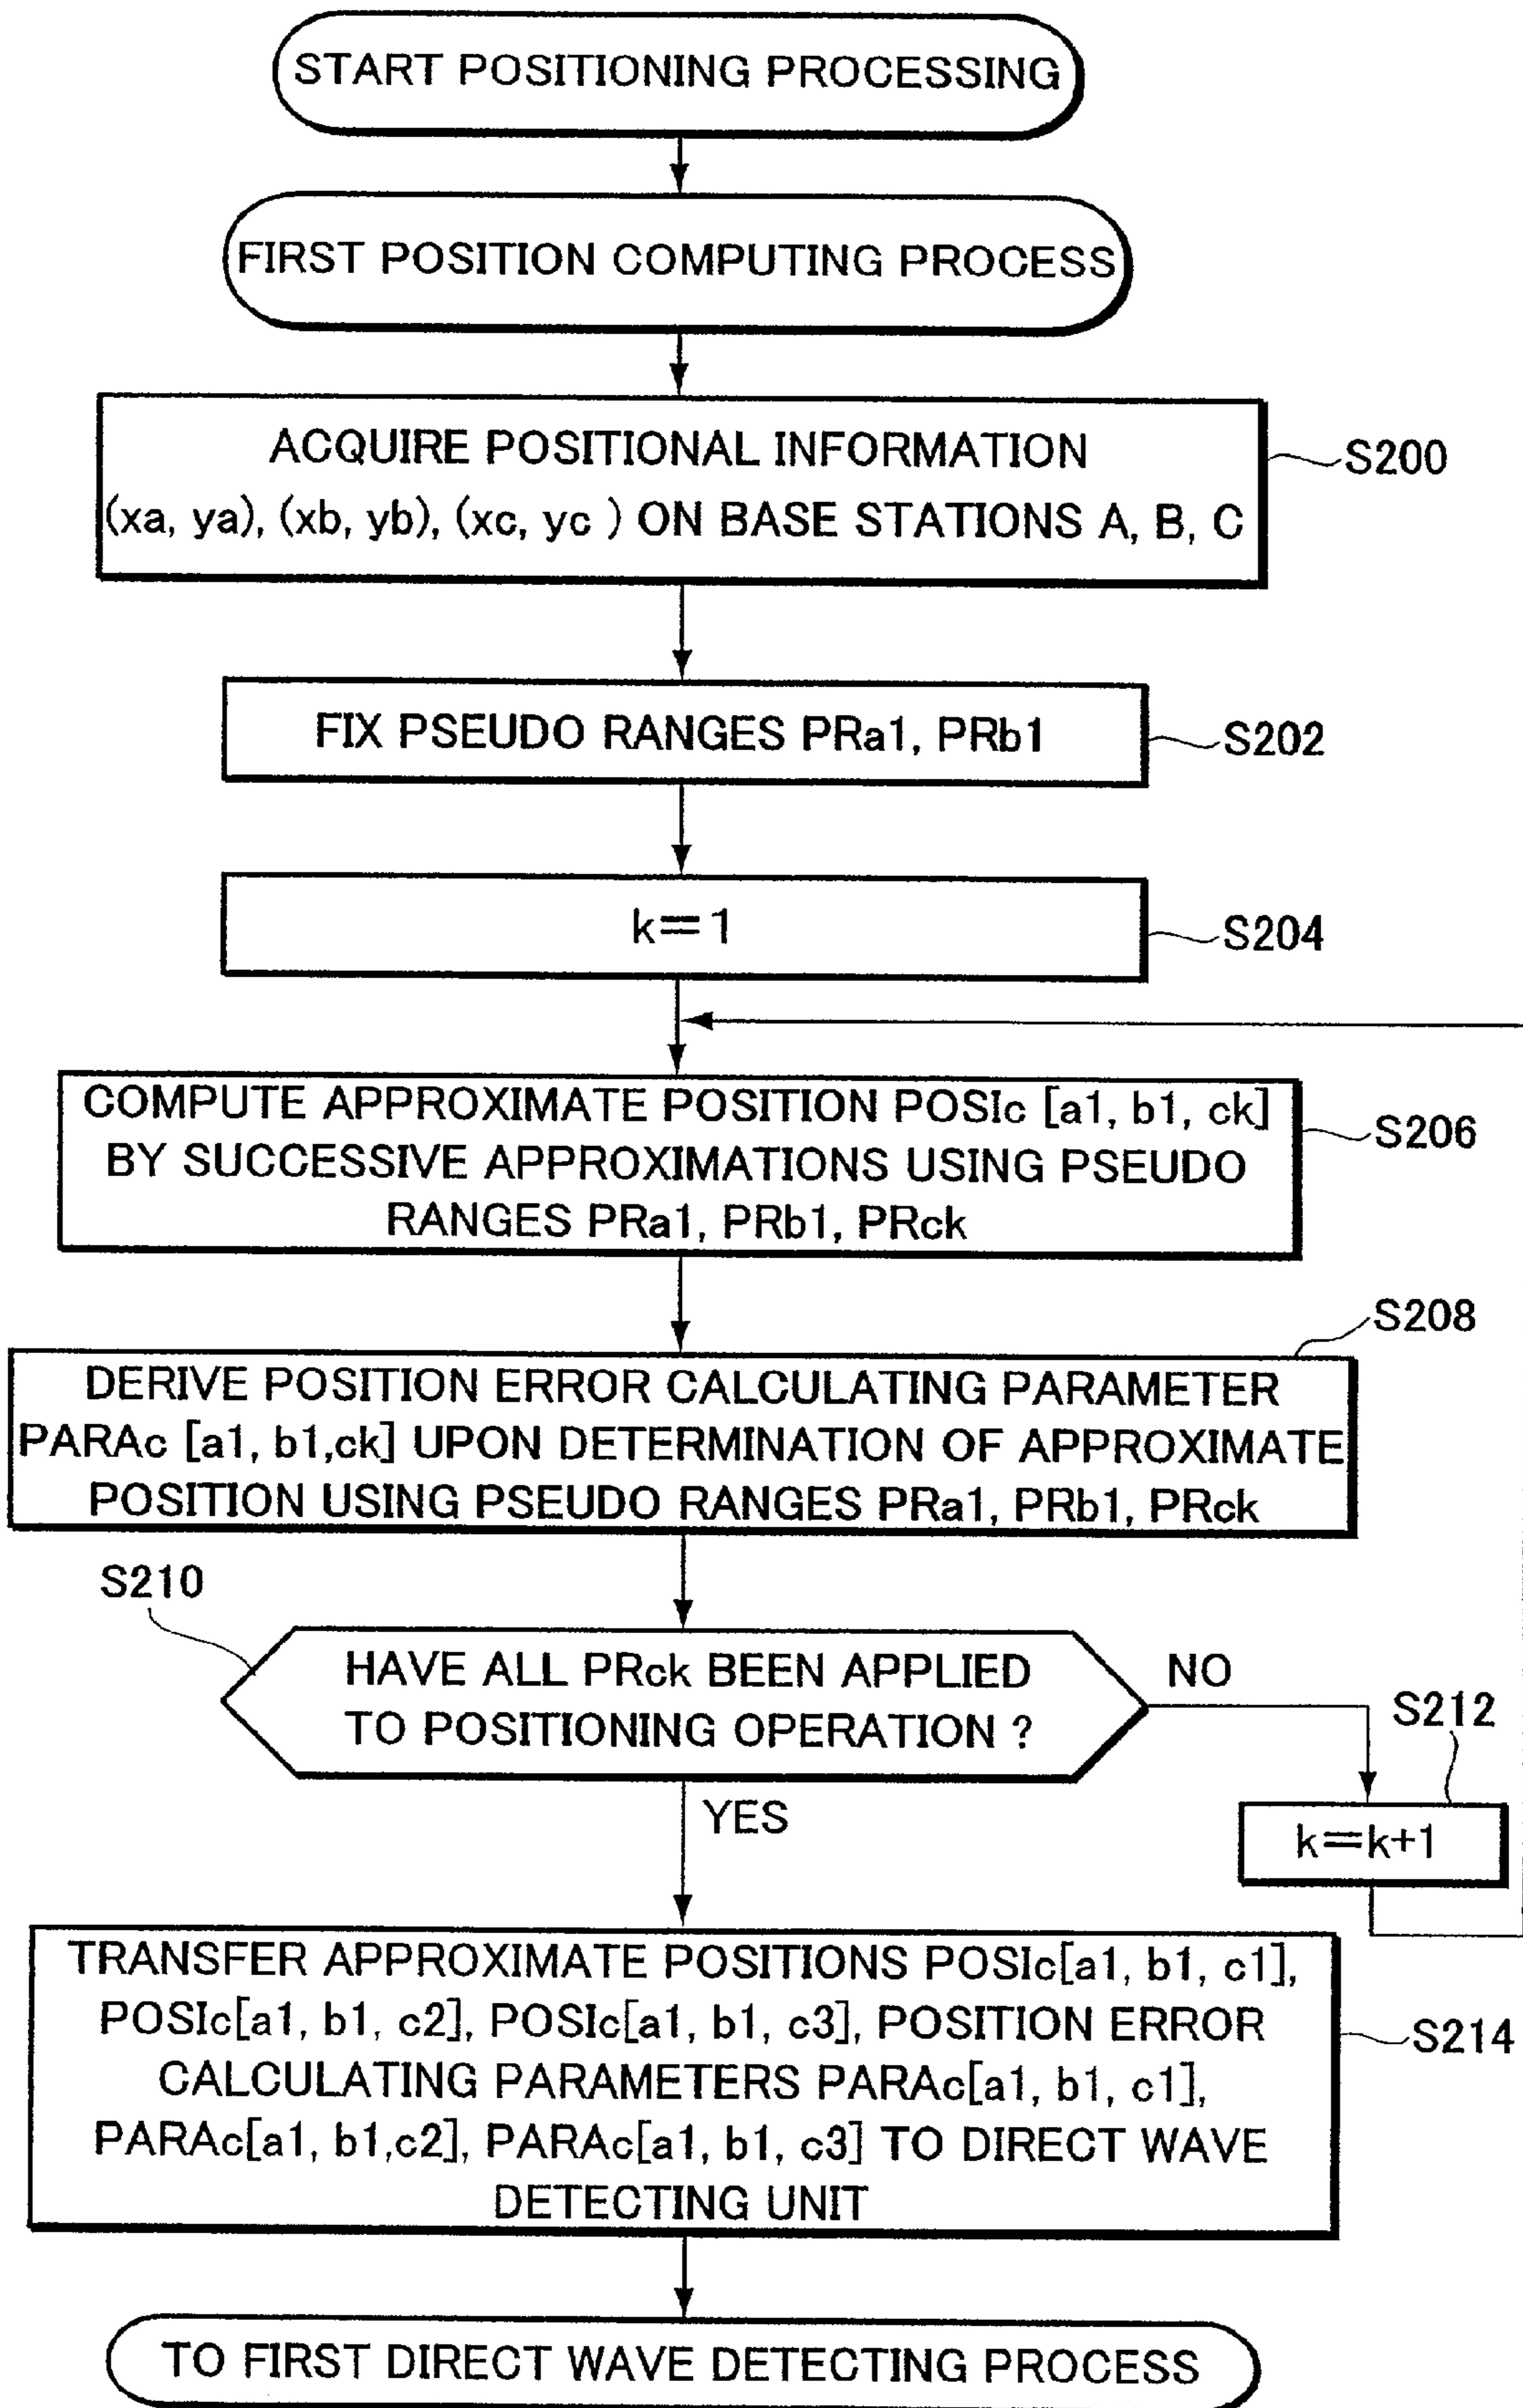 START POSITIONING PROCESSING
FIRST POSITION COMPUTING PROCESS
ACQUIRE POSITIONAL INFORMATION
(xa, ya), (xb, yb), (xc, yc ) ON BASE STATIONS A, B, C
S200
FIX PSEUDO RANGES PRa1, PRb1
S202
k=1
S204
COMPUTE APPROXIMATE POSITION POSIc [a1, b1, ck]
BY SUCCESSIVE APPROXIMATIONS USING PSEUDO
RANGES PRa1, PRb1, PRck
S206
S208
DERIVE POSITION ERROR CALCULATING PARAMETER
PARAc [a1, b1,ck] UPON DETERMINATION OF APPROXIMATE
POSITION USING PSEUDO RANGES PRa1, PRb1, PRck
S210
HAVE ALL PRck BEEN APPLIED
TO POSITIONING OPERATION ?
NO
S212
k=k+1
YES
TRANSFER APPROXIMATE POSITIONS POSIc[a1, b1, c1],
POSIc[a1, b1, c2], POSIc[a1, b1, c3], POSITION ERROR
CALCULATING PARAMETERS PARAc[a1, b1, c1],
PARAc[a1, b1,c2], PARAc[a1, b1, c3] TO DIRECT WAVE
DETECTING UNIT
S214
TO FIRST DIRECT WAVE DETECTING PROCESS